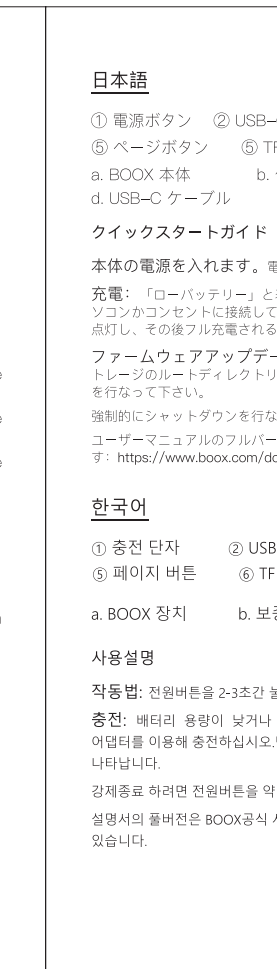 日本語
① 電源ボタン ② USB–
⑤ ページボタン ⑤ TF
a. BOOX 本体 b.
d. USB–C ケーブル
クイックスタートガイド
本体の電源を入れます。電
充電: 「ローバッテリー」と
ソコンかコンセントに接続して
点灯し、その後フル充電される
ファームウェアアップデー
トレージのルートディレクトリ
を行なって下さい。
強制的にシャットダウンを行な
ユーザーマニュアルのフルバー
す: https://www.boox.com/do
한국어
① 충전 단자 ② USB
⑤ 페이지 버튼 ⑥ TF
a. BOOX 장치 b. 보증
사용설명
작동법: 전원버튼을 2-3초간 눌
충전: 배터리 용량이 낮거나
어댑터를 이용해 충전하십시오.
나타납니다.
강제종료 하려면 전원버튼을 약
설명서의 풀버전은 BOOX공식 사
있습니다.